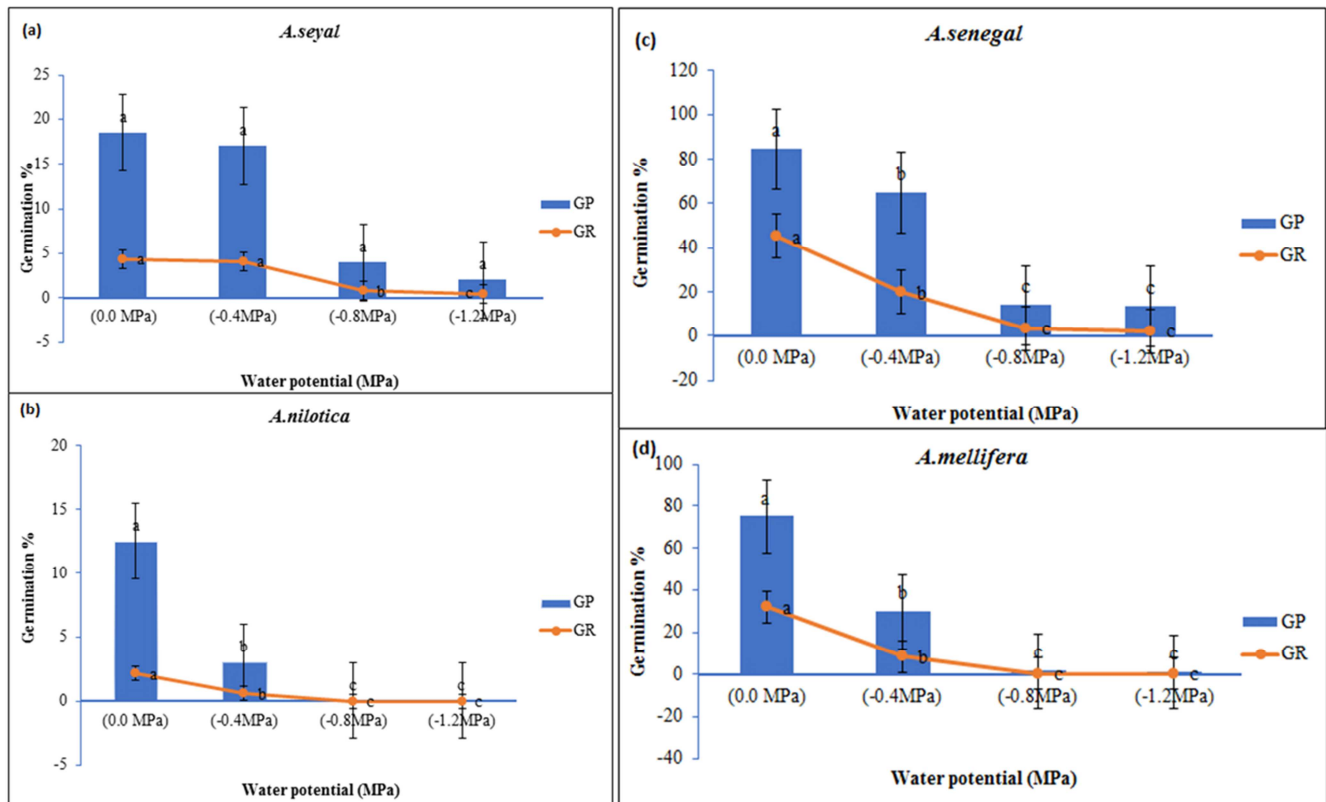 (a)
A.seyal
25
20
15
10
5
0
-5
Germination %
a
a
a
a
a
a
b
c
(0.0 MPa)
(-0.4MPa)
(-0.8MPa)
(-1.2MPa)
Water potential (MPa)
GP
GR
(b)
A.nilotica
20
15
10
5
0
-5
Germination %
a
b
c
c
a
b
c
c
(0.0 MPa)
(-0.4MPa)
(-0.8MPa)
(-1.2MPa)
Water potential (MPa)
GP
GR
(c)
A.senegal
120
100
80
60
40
20
0
-20
Germination %
a
b
c
c
a
b
c
c
(0.0 MPa)
(-0.4MPa)
(-0.8MPa)
(-1.2MPa)
Water potential (MPa)
GP
GR
(d)
A.mellifera
100
80
60
40
20
0
-20
-40
Germination %
a
b
c
c
a
b
c
c
(0.0 MPa)
(-0.4MPa)
(-0.8MPa)
(-1.2MPa)
Water potential (MPa)
GP
GR